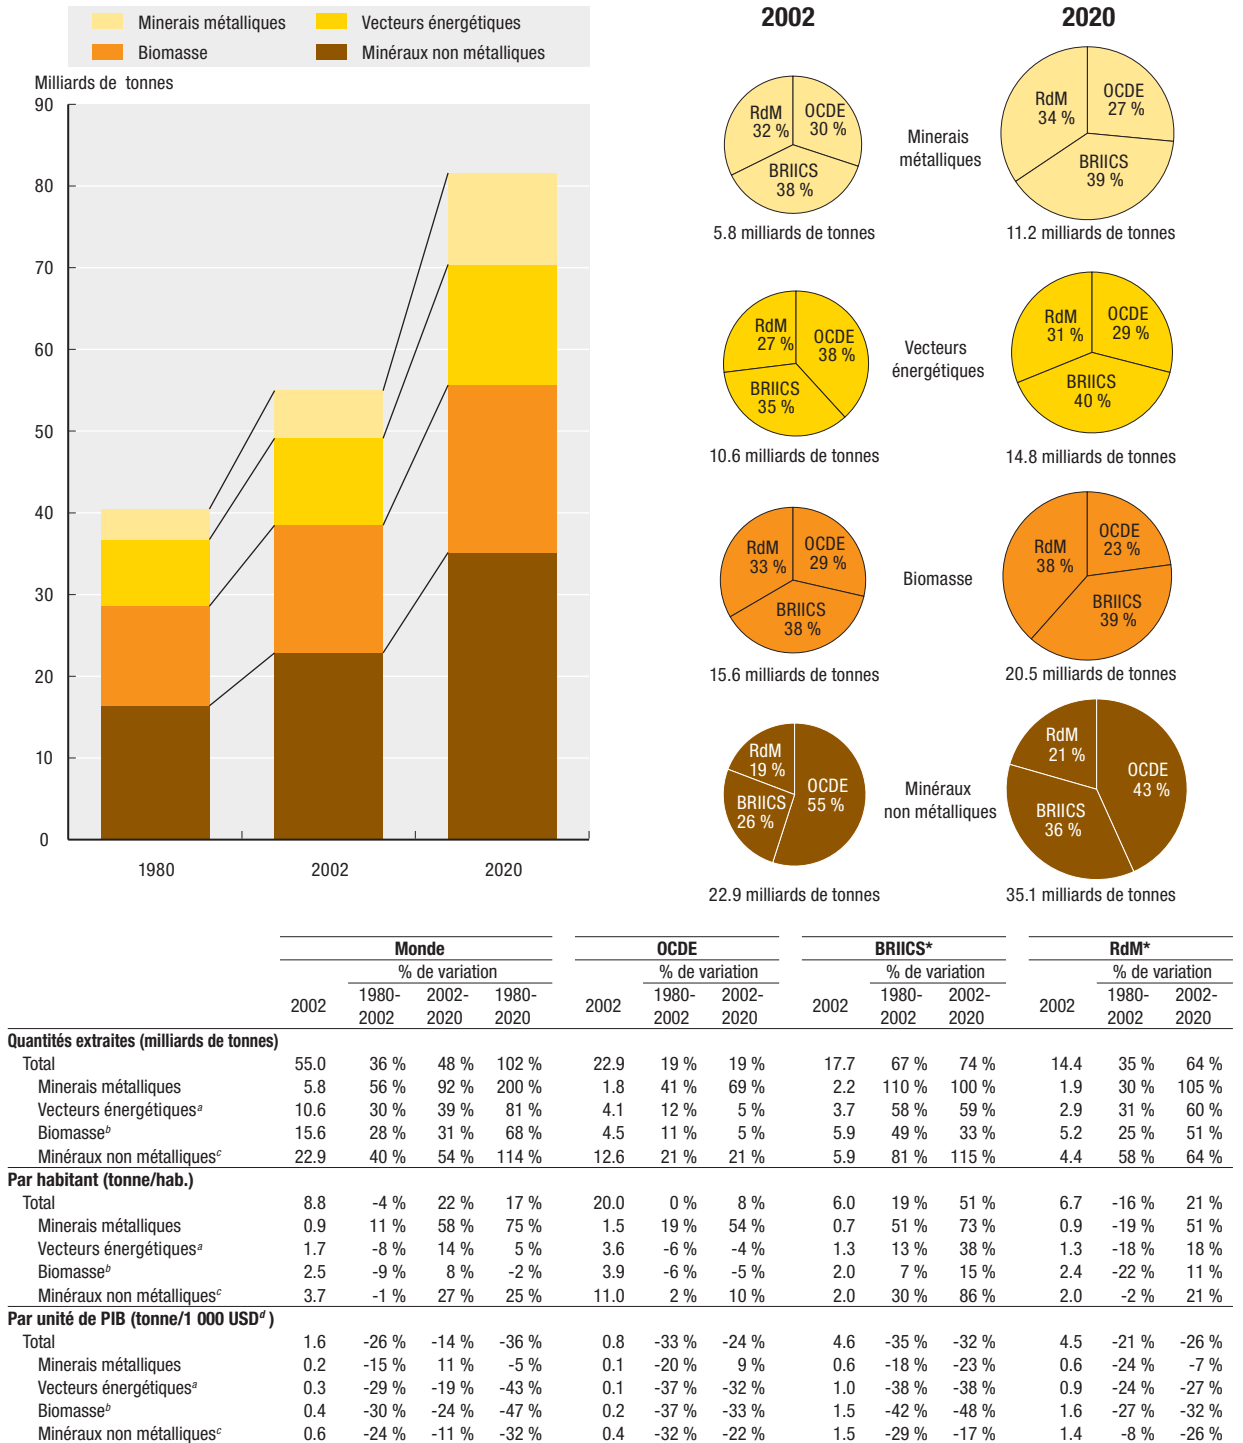 Minerais métalliques
Vecteurs énergétiques
Biomasse
Minéraux non métalliques
Milliards de tonnes
90
80
70
60
50
40
30
20
10
0
1980
2002
2020
2002
2020
RdM
32 %
OCDE
30 %
BRIICS
38 %
5.8 milliards de tonnes
Minerais
métalliques
RdM
34 %
OCDE
27 %
BRIICS
39 %
11.2 milliards de tonnes
RdM
27 %
OCDE
38 %
BRIICS
35 %
10.6 milliards de tonnes
Vecteurs
énergétiques
RdM
31 %
OCDE
29 %
BRIICS
40 %
14.8 milliards de tonnes
RdM
33 %
OCDE
29 %
BRIICS
38 %
15.6 milliards de tonnes
Biomasse
RdM
38 %
OCDE
23 %
BRIICS
39 %
20.5 milliards de tonnes
RdM
19 %
OCDE
55 %
BRIICS
26 %
22.9 milliards de tonnes
Minéraux
non métalliques
RdM
21 %
OCDE
43 %
BRIICS
36 %
35.1 milliards de tonnes
Monde OCDE BRIICS* RdM*
% de variation % de variation % de variation % de variation
2002 1980-2002 2002-2020 1980-2020 2002 1980-2002 2002-2020 2002 1980-2002 2002-2020 2002 1980-2002 2002-2020
Quantités extraites (milliards de tonnes)
Total 55.0 36 % 48 % 102 % 22.9 19 % 19 % 17.7 67 % 74 % 14.4 35 % 64 %
Minerais métalliques 5.8 56 % 92 % 200 % 1.8 41 % 69 % 2.2 110 % 100 % 1.9 30 % 105 %
Vecteurs énergétiquesa 10.6 30 % 39 % 81 % 4.1 12 % 5 % 3.7 58 % 59 % 2.9 31 % 60 %
Biomasseb 15.6 28 % 31 % 68 % 4.5 11 % 5 % 5.9 49 % 33 % 5.2 25 % 51 %
Minéraux non métalliquesc 22.9 40 % 54 % 114 % 12.6 21 % 21 % 5.9 81 % 115 % 4.4 58 % 64 %
Par habitant (tonne/hab.)
Total 8.8 -4 % 22 % 17 % 20.0 0 % 8 % 6.0 19 % 51 % 6.7 -16 % 21 %
Minerais métalliques 0.9 11 % 58 % 75 % 1.5 19 % 54 % 0.7 51 % 73 % 0.9 -19 % 51 %
Vecteurs énergétiquesa 1.7 -8 % 14 % 5 % 3.6 -6 % -4 % 1.3 13 % 38 % 1.3 -18 % 18 %
Biomasseb 2.5 -9 % 8 % -2 % 3.9 -6 % -5 % 2.0 7 % 15 % 2.4 -22 % 11 %
Minéraux non métalliquesc 3.7 -1 % 27 % 25 % 11.0 2 % 10 % 2.0 30 % 86 % 2.0 -2 % 21 %
Par unité de PIB (tonne/1 000 USDd )
Total 1.6 -26 % -14 % -36 % 0.8 -33 % -24 % 4.6 -35 % -32 % 4.5 -21 % -26 %
Minerais métalliques 0.2 -15 % 11 % -5 % 0.1 -20 % 9 % 0.6 -18 % -23 % 0.6 -24 % -7 %
Vecteurs énergétiquesa 0.3 -29 % -19 % -43 % 0.1 -37 % -32 % 1.0 -38 % -38 % 0.9 -24 % -27 %
Biomasseb 0.4 -30 % -24 % -47 % 0.2 -37 % -33 % 1.5 -42 % -48 % 1.6 -27 % -32 %
Minéraux non métalliquesc 0.6 -24 % -11 % -32 % 0.4 -32 % -22 % 1.5 -29 % -17 % 1.4 -8 % -26 %